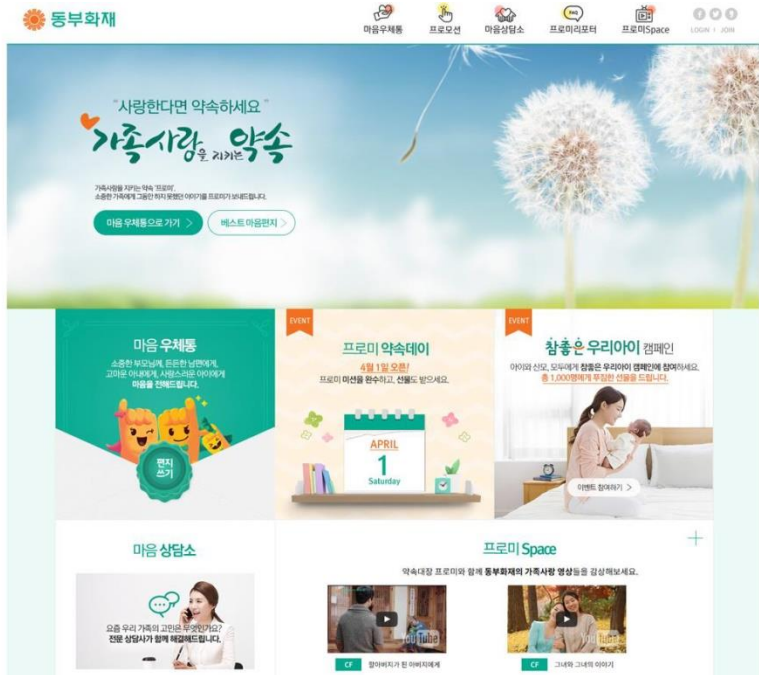 동부화재
마음우체통
프로모션
마음상담소
FAQ
프로미리포터
프로미Space
LOGIN | JOIN
"사랑한다면 약속하세요"
가족사랑을 지키는 약속
가족사랑을 지키는 약속 '프로미',
소중한 가족에게 그동안 하지 못했던 이야기를 프로미가 보내드립니다.
마음 우체통으로 가기 >
베스트 마음편지 >
마음 우체통
소중한 부모님께, 든든한 남편에게,
고마운 아내에게, 사랑스러운 아이에게
마음을 전해드립니다.
편지
쓰기
EVENT
프로미 약속데이
4월 1일 오픈!
프로미 미션을 완수하고, 선물도 받으세요.
APRIL
1
Saturday
EVENT
참좋은 우리아이 캠페인
아이와 산모, 모두에게 참좋은 우리아이 캠페인에 참여하세요.
총 1,000명에게 푸짐한 선물을 드립니다.
이벤트 참여하기 >
마음 상담소
요즘 우리 가족의 고민은 무엇인가요?
전문 상담사가 함께 해결해드립니다.
프로미 Space
약속대장 프로미와 함께 동부화재의 가족사랑 영상들을 감상해보세요.
YouTube
CF
할아버지가 된 아버지에게
YouTube
CF
그녀와 그녀의 이야기